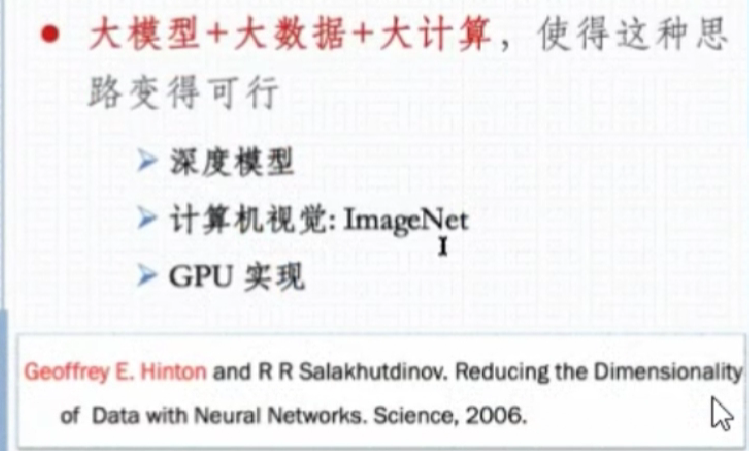 大模型+大数据+大计算，使得这种思
路变得可行
深度模型
计算机视觉: ImageNet
GPU 实现
Geoffrey E. Hinton and R R Salakhutdinov. Reducing the Dimensionality
of Data with Neural Networks. Science, 2006.